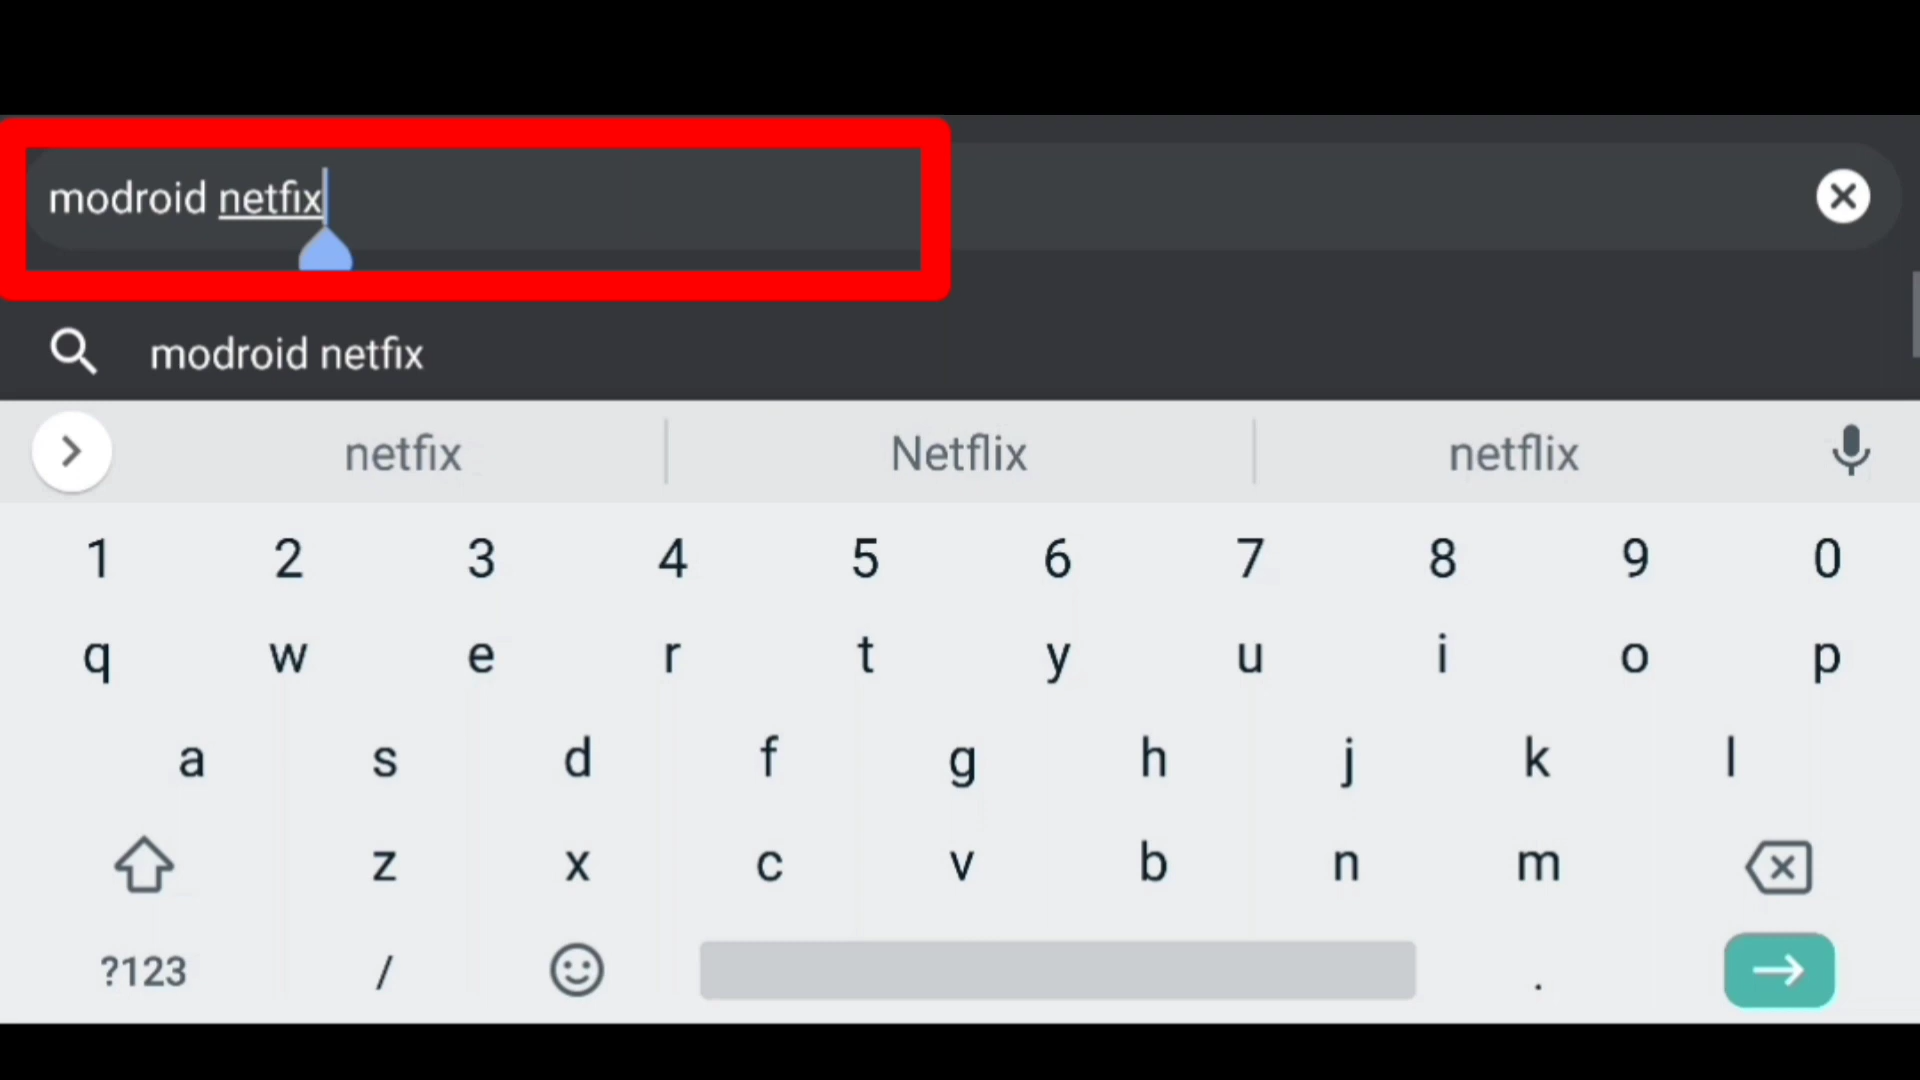 modroid netfix
modroid netfix
netfix Netflix netflix
1 2 3 4 5 6 7 8 9 0
q w e r t y u i o p
a s d f g h j k l
z x c v b n m
?123 / .